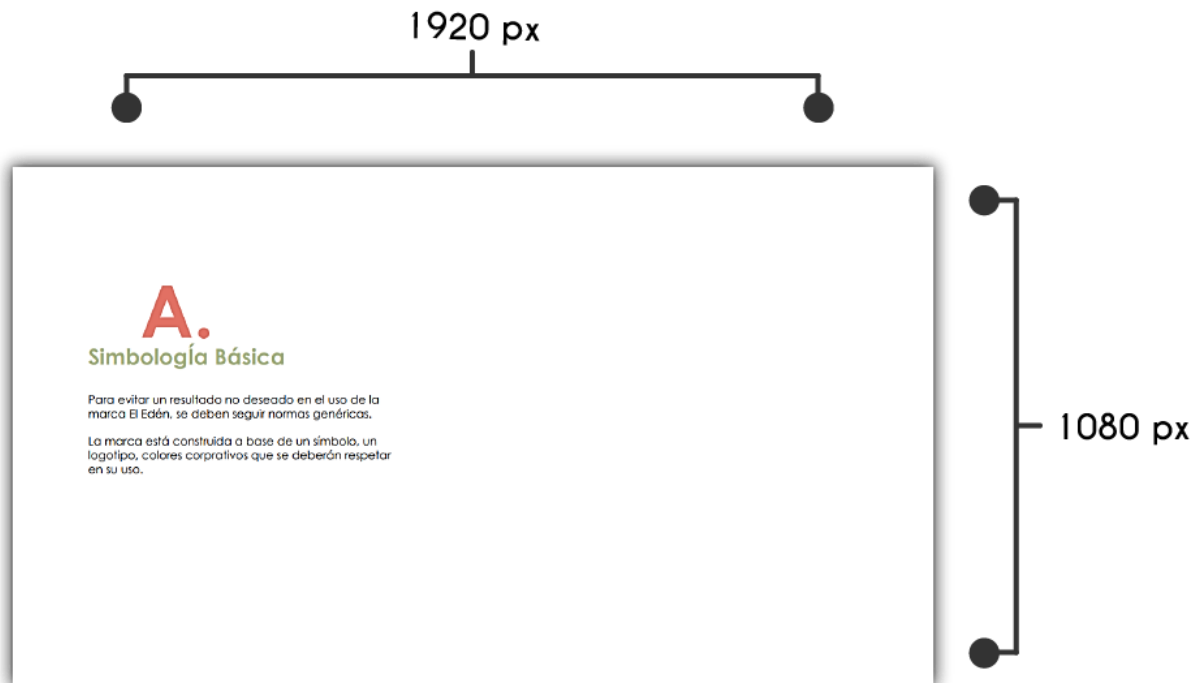 1920 px
A.
SimbologÍa Básica
Para evitar un resultado no deseado en el uso de la
marca El Edén, se deben seguir normas genéricas.
La marca está construida a base de un símbolo, un
logotipo, colores corprativos que se deberán respetar
en su uso.
1080 px